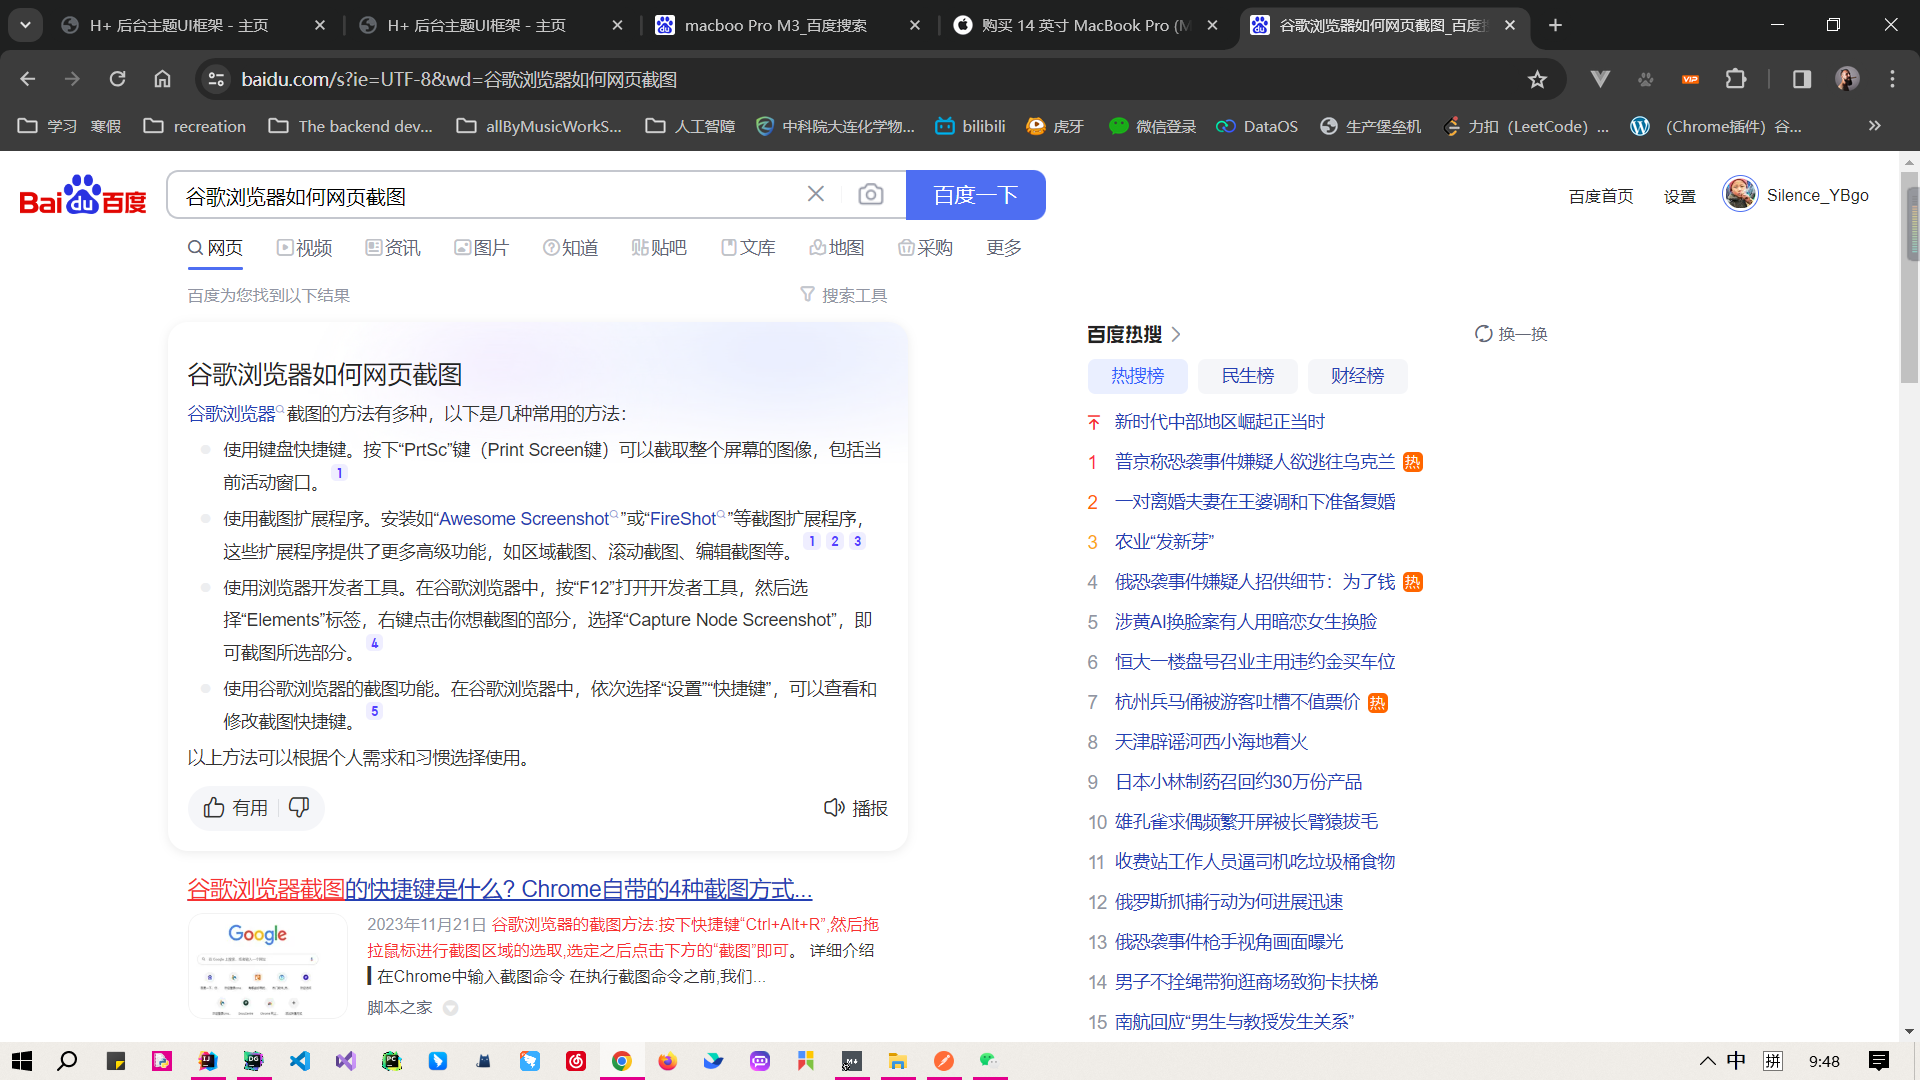 H+ 后台主题UI框架 - 主页
H+ 后台主题UI框架 - 主页
macboo Pro M3_百度搜索
购买 14 英寸 MacBook Pro (M
谷歌浏览器如何网页截图_百度搜
baidu.com/s?ie=UTF-8&wd=谷歌浏览器如何网页截图
学习 寒假
recreation
The backend dev...
allByMusicWorkS...
人工智障
中科院大连化学物...
bilibili
虎牙
微信登录
DataOS
生产堡垒机
力扣（LeetCode）...
（Chrome插件）谷...
Bai du 百度
谷歌浏览器如何网页截图
百度一下
百度首页
设置
Silence_YBgo
网页
视频
资讯
图片
知道
贴吧
文库
地图
采购
更多
百度为您找到以下结果
搜索工具
谷歌浏览器如何网页截图
谷歌浏览器截图的方法有多种，以下是几种常用的方法：
使用键盘快捷键。按下“PrtSc”键（Print Screen键）可以截取整个屏幕的图像，包括当
前活动窗口。 1
使用截图扩展程序。安装如“Awesome Screenshot”或“FireShot”等截图扩展程序，
这些扩展程序提供了更多高级功能，如区域截图、滚动截图、编辑截图等。 1 2 3
使用浏览器开发者工具。在谷歌浏览器中，按“F12”打开开发者工具，然后选
择“Elements”标签，右键点击你想截图的部分，选择“Capture Node Screenshot”，即
可截图所选部分。 4
使用谷歌浏览器的截图功能。在谷歌浏览器中，依次选择“设置”“快捷键”，可以查看和
修改截图快捷键。 5
以上方法可以根据个人需求和习惯选择使用。
有用
播报
谷歌浏览器截图的快捷键是什么? Chrome自带的4种截图方式...
Google
2023年11月21日 谷歌浏览器的截图方法:按下快捷键“Ctrl+Alt+R”,然后拖
拉鼠标进行截图区域的选取,选定之后点击下方的“截图”即可。 详细介绍
在Chrome中输入截图命令 在执行截图命令之前,我们...
脚本之家
百度热搜
换一换
热搜榜
民生榜
财经榜
新时代中部地区崛起正当时
1 普京称恐袭事件嫌疑人欲逃往乌克兰 热
2 一对离婚夫妻在王婆调和下准备复婚
3 农业“发新芽”
4 俄恐袭事件嫌疑人招供细节：为了钱 热
5 涉黄AI换脸案有人用暗恋女生换脸
6 恒大一楼盘号召业主用违约金买车位
7 杭州兵马俑被游客吐槽不值票价 热
8 天津辟谣河西小海地着火
9 日本小林制药召回约30万份产品
10 雄孔雀求偶频繁开屏被长臂猿拔毛
11 收费站工作人员逼司机吃垃圾桶食物
12 俄罗斯抓捕行动为何进展迅速
13 俄恐袭事件枪手视角画面曝光
14 男子不拴绳带狗逛商场致狗卡扶梯
15 南航回应“男生与教授发生关系”
中
拼
9:48